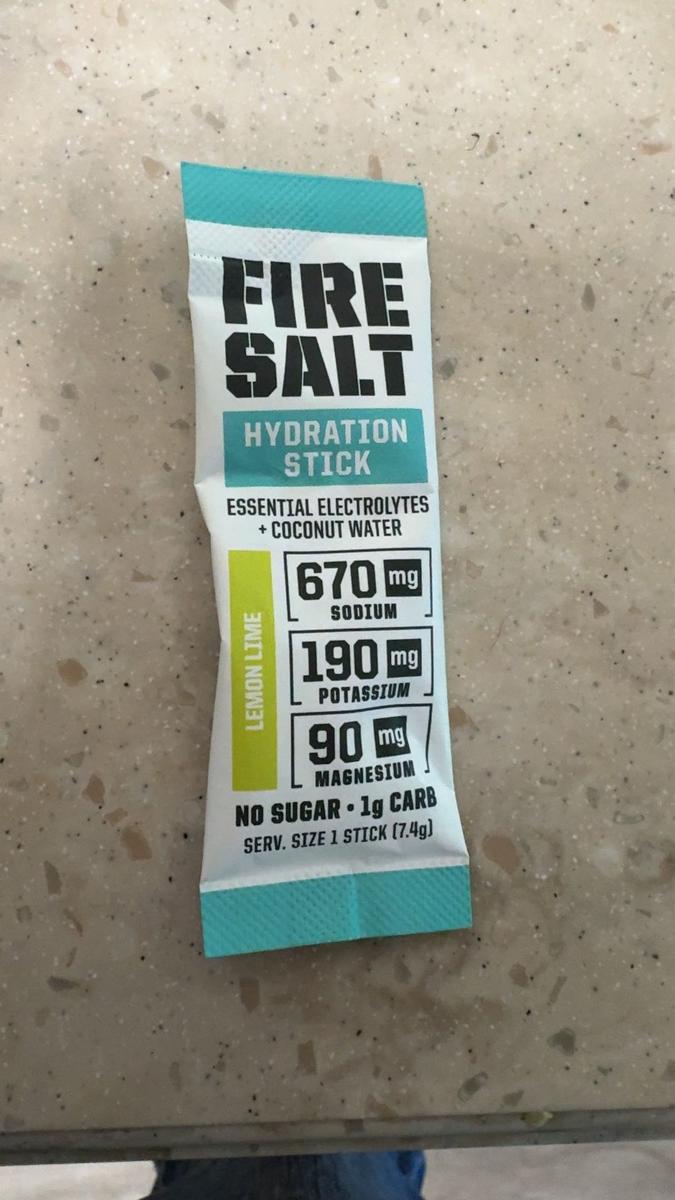 FIRE
SALT
HYDRATION
STICK
ESSENTIAL ELECTROLYTES
+ COCONUT WATER
LEMON LIME
670 mg
SODIUM
190 mg
POTASSIUM
90 mg
MAGNESIUM
NO SUGAR • 1g CARB
SERV. SIZE 1 STICK (7.4g)